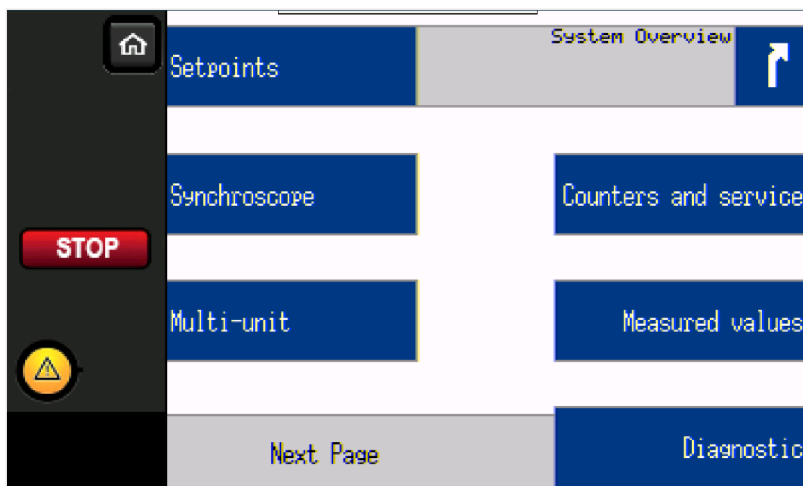 System Overview
Setpoints
Synchroscope
Counters and service
STOP
Multi-unit
Measured values
Next Page
Diagnostic